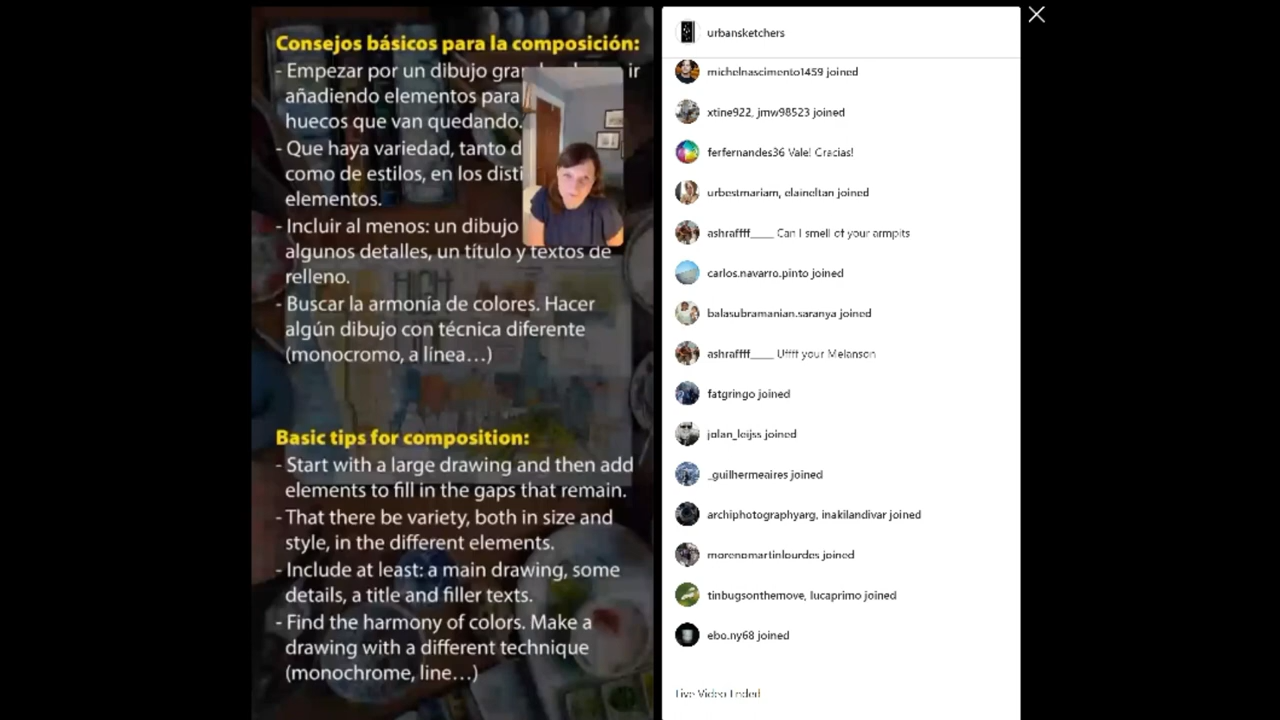 Consejos básicos para la composición:
- Empezar por un dibujo ir
añadiendo elementos para
huecos que van quedando.
- Que haya variedad, tanto
como de estilos, en los
elementos.
- Incluir al menos: un dibujo
algunos detalles, un título y textos de
relleno.
- Buscar la armonía de colores. Hacer
algún dibujo con técnica diferente
(monocromo, a línea…)
Basic tips for composition:
- Start with a large drawing and then add
elements to fill in the gaps that remain.
- That there be variety, both in size and
style, in the different elements.
- Include at least: a main drawing, some
details, a title and filler texts.
- Find the harmony of colors. Make a
drawing with a different technique
(monochrome, line…)
urbansketchers
michelnascimento1459 joined
xtine922, jmw98523 joined
ferfernandes36 Vale! Gracias!
urbestmariam, elaineltan joined
ashraffff____ Can I smell of your armpits
carlos.navarro.pinto joined
balasubramanian.saranya joined
ashraffff____ Uffff your Melanson
fatgringo joined
jolan_leijss joined
_guilhermeaires joined
archiphotographyarg, inakilandivar joined
morenomartinlourdes joined
tinbugsonthemove, lucaprimo joined
ebo.ny68 joined
Live Video Ended